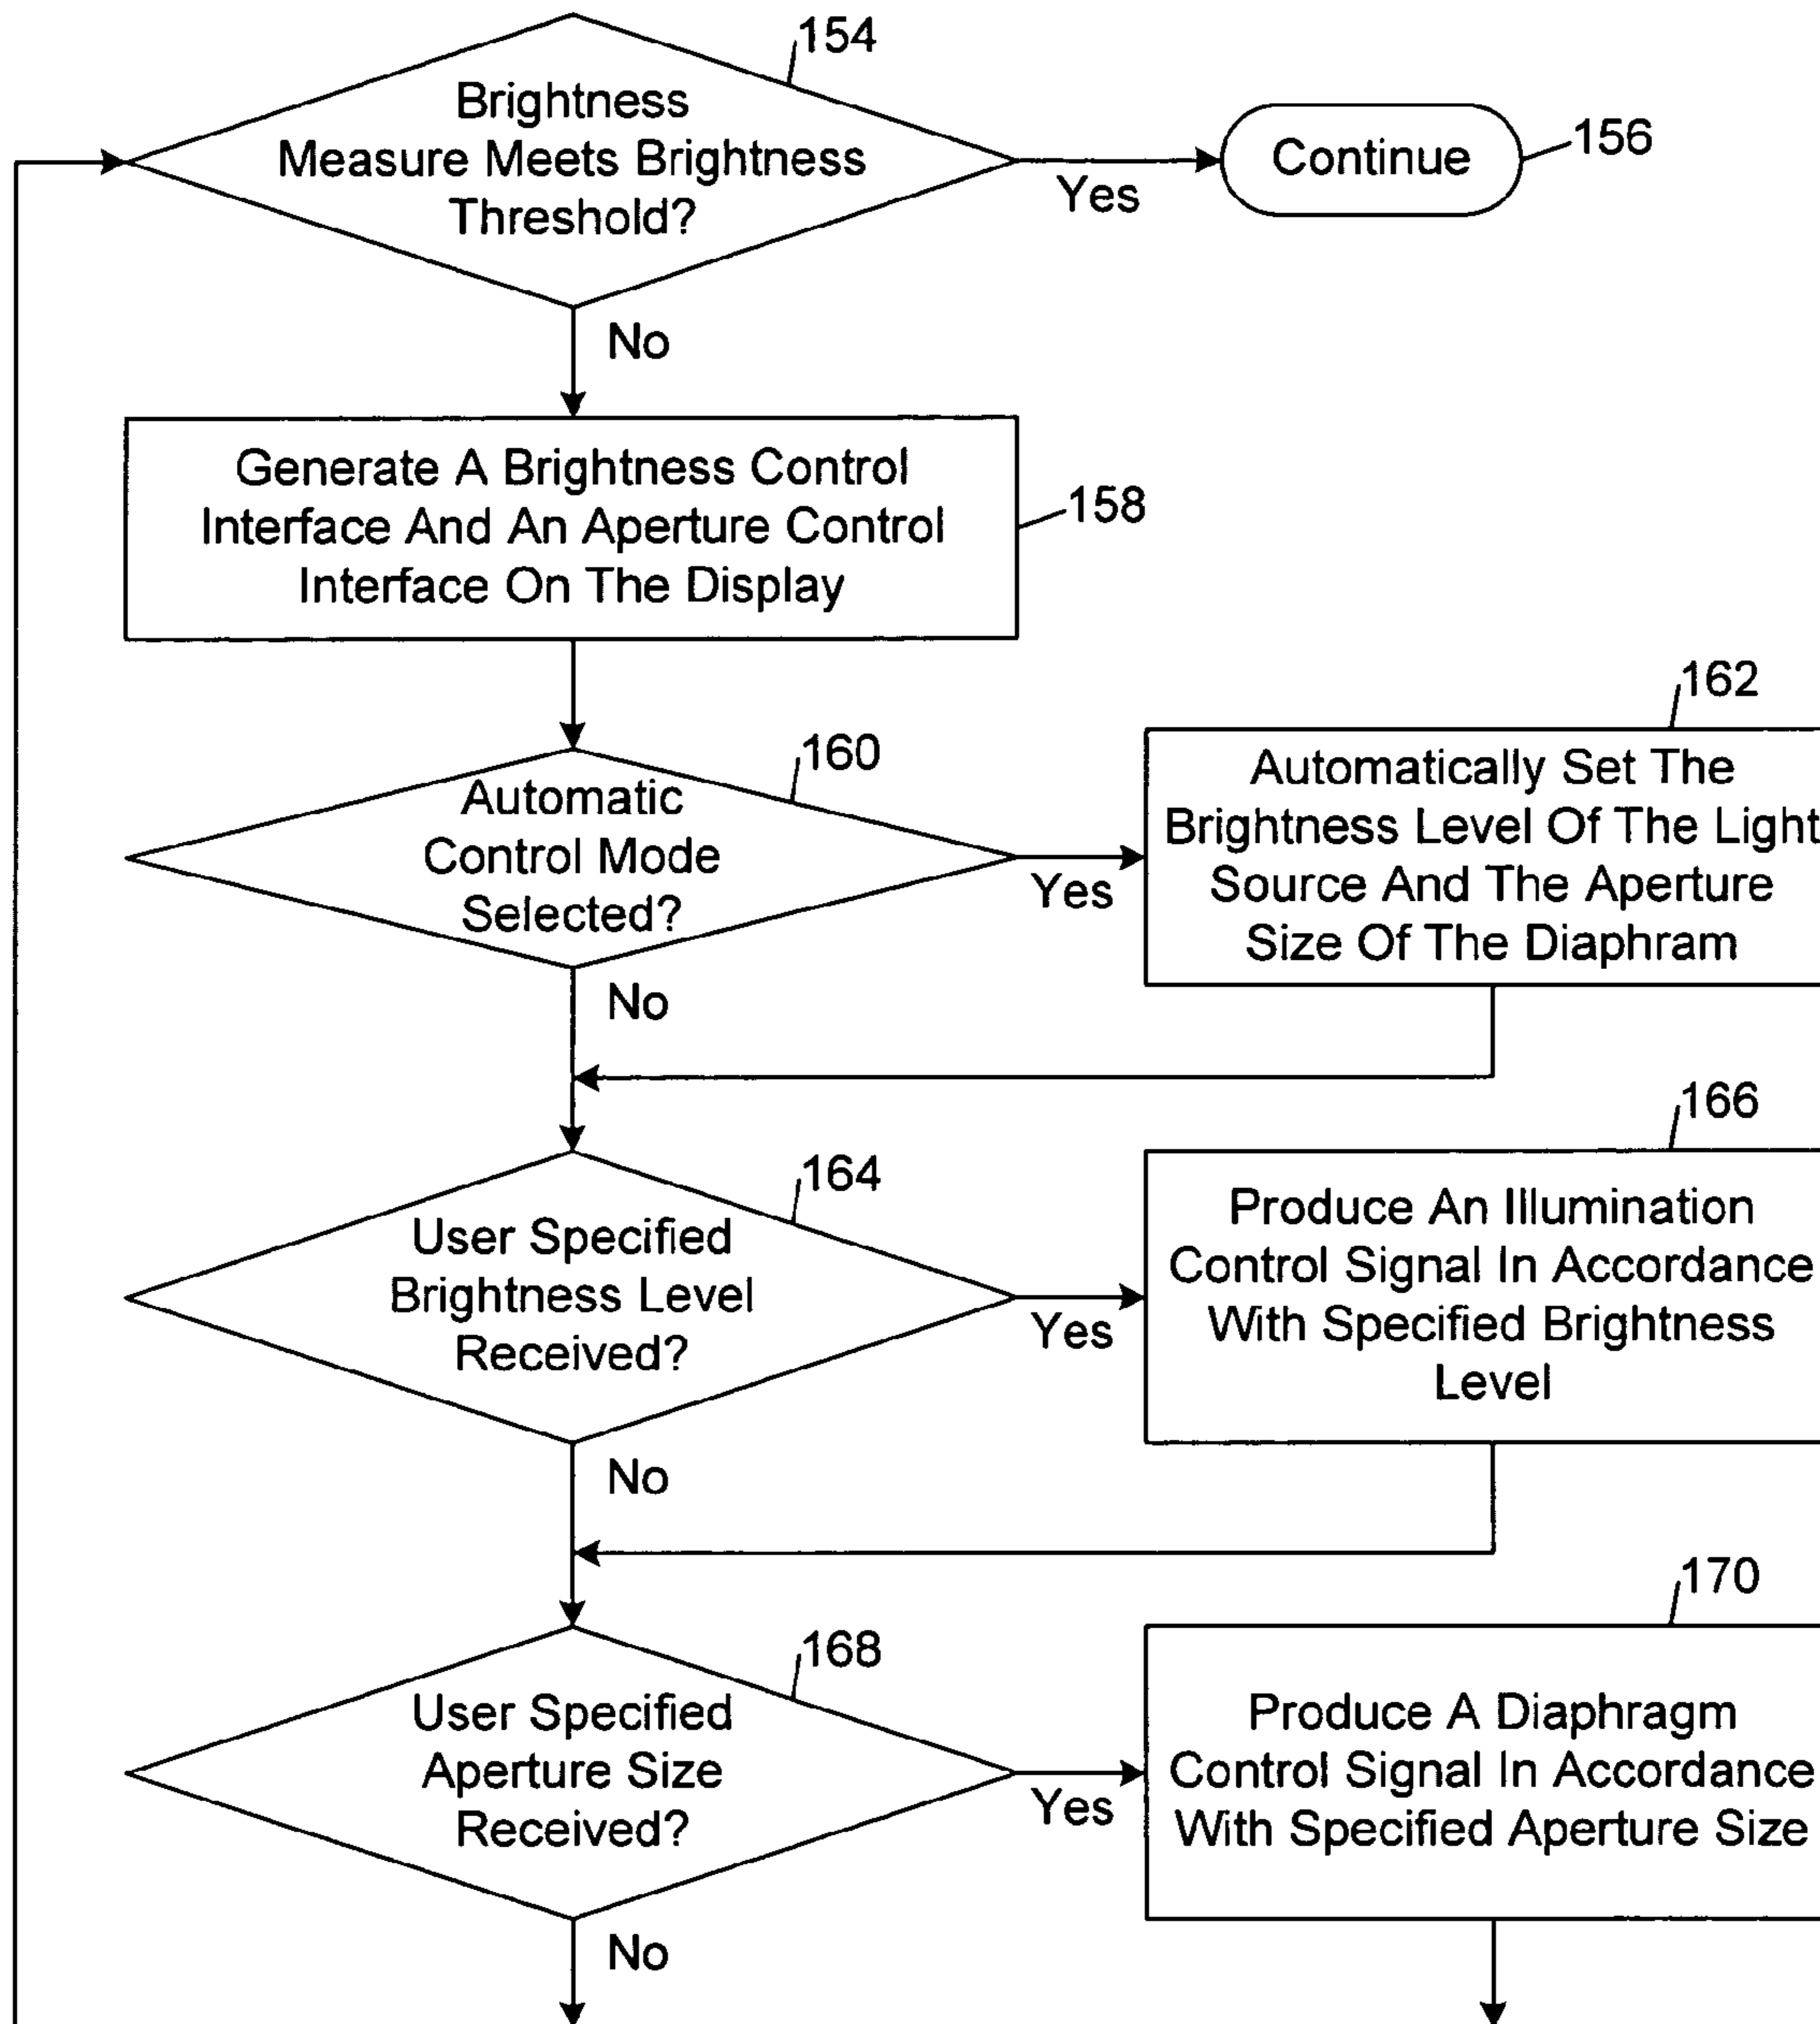 154
Brightness
Measure Meets Brightness
Threshold?
Yes
Continue
156
No
Generate A Brightness Control
Interface And An Aperture Control
Interface On The Display
158
160
Automatic
Control Mode
Selected?
Yes
No
162
Automatically Set The
Brightness Level Of The Light
Source And The Aperture
Size Of The Diaphram
164
User Specified
Brightness Level
Received?
Yes
No
166
Produce An Illumination
Control Signal In Accordance
With Specified Brightness
Level
168
User Specified
Aperture Size
Received?
Yes
No
170
Produce A Diaphragm
Control Signal In Accordance
With Specified Aperture Size